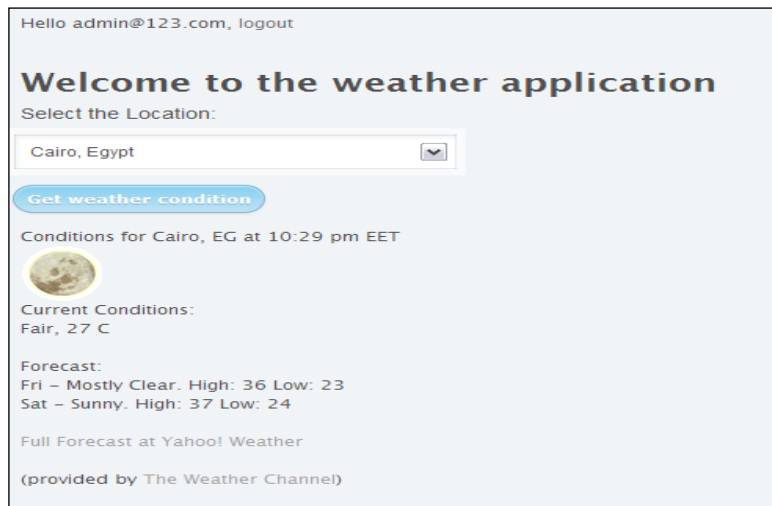 Hello admin@123.com, logout
Welcome to the weather application
Select the Location:
Cairo, Egypt
Get weather condition
Conditions for Cairo, EG at 10:29 pm EET
Current Conditions:
Fair, 27 C
Forecast:
Fri – Mostly Clear. High: 36 Low: 23
Sat – Sunny. High: 37 Low: 24
Full Forecast at Yahoo! Weather
(provided by The Weather Channel)